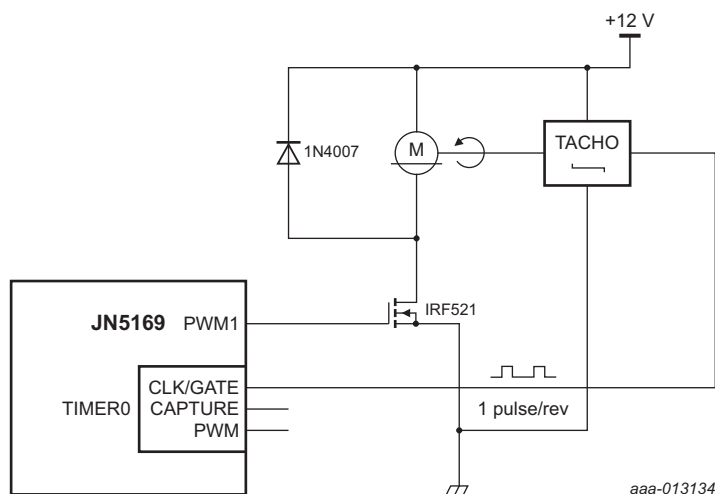 +12 V
1N4007
M
TACHO
JN5169 PWM1
IRF521
CLK/GATE
TIMER0 CAPTURE
PWM
1 pulse/rev
aaa-013134